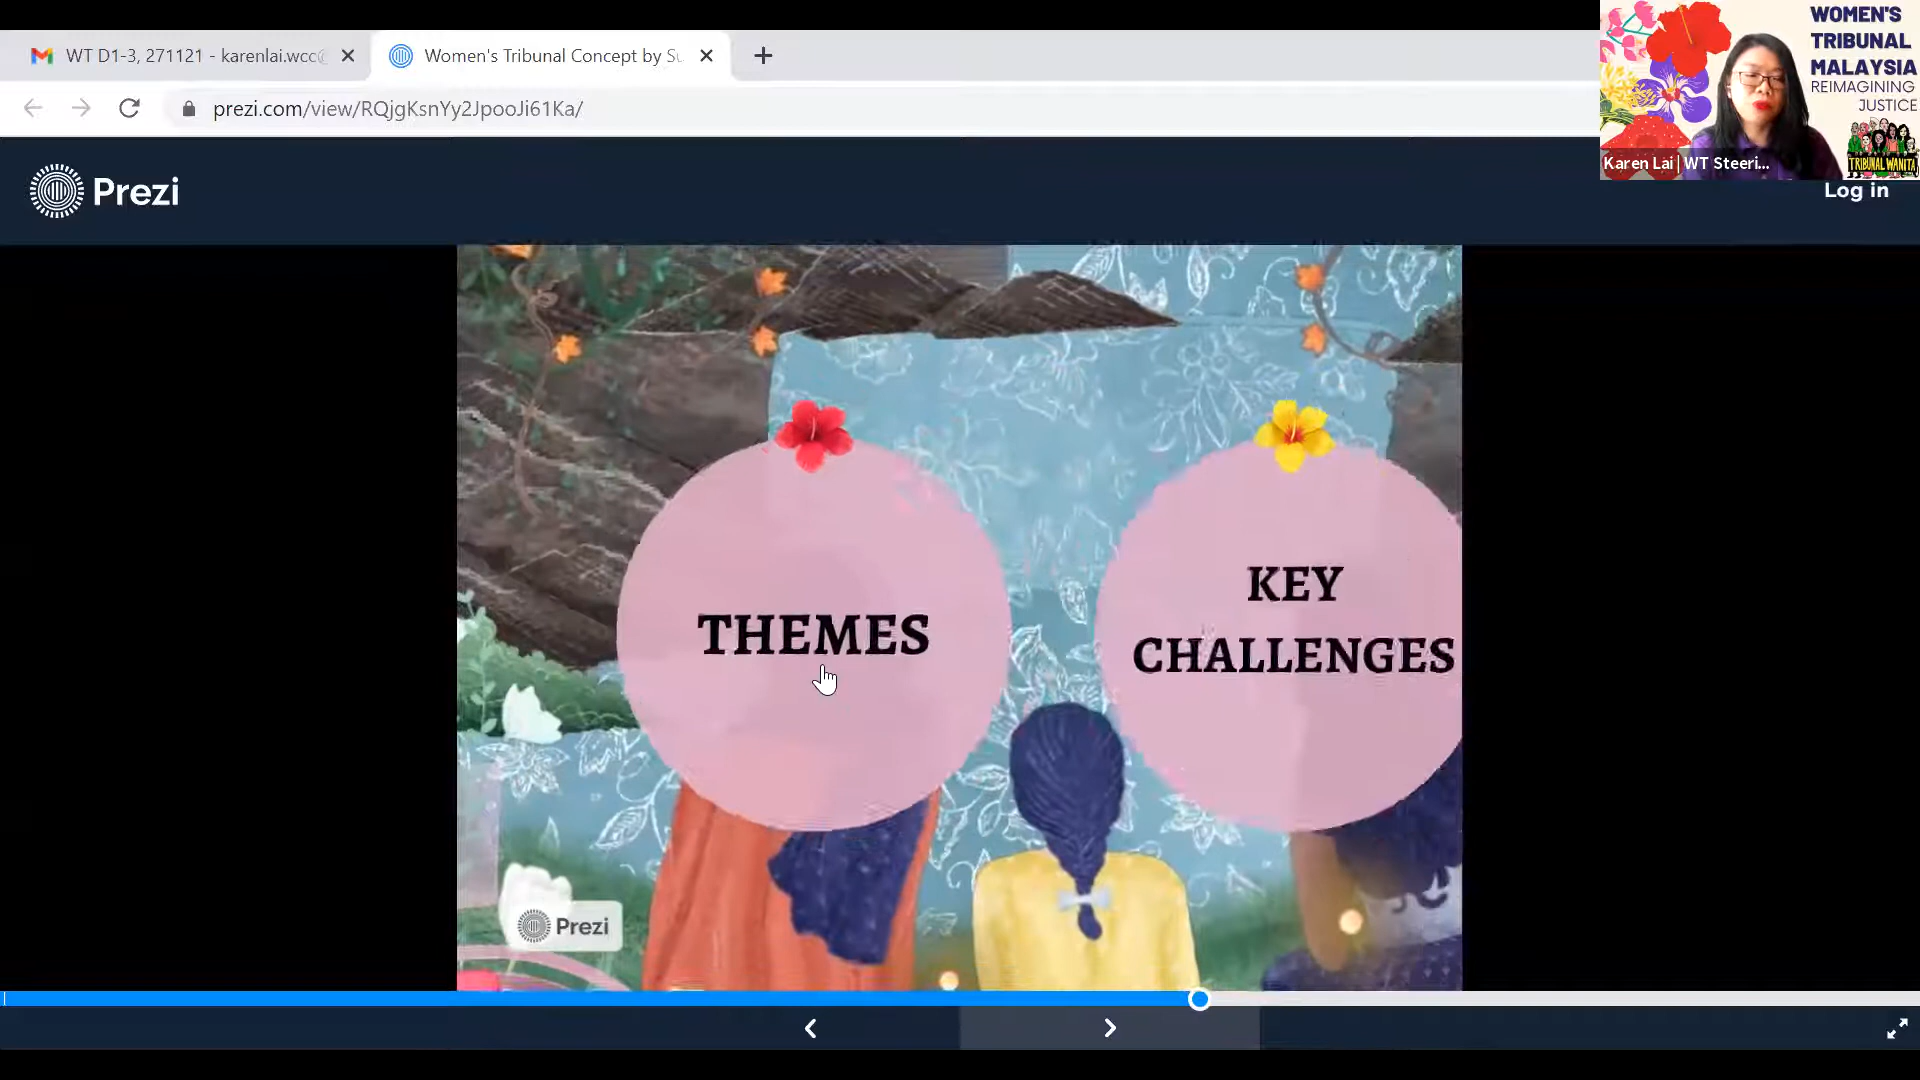 WT D1-3, 271121 - karenlai.wcc@
Women's Tribunal Concept by Su
prezi.com/view/RQjgKsnYy2JpooJi61Ka/
Prezi
Log in
WOMEN'S
TRIBUNAL
MALAYSIA
REIMAGINING
JUSTICE
TRIBUNAL WANITA
Karen Lai | WT Steeri...
THEMES
KEY
CHALLENGES
Prezi